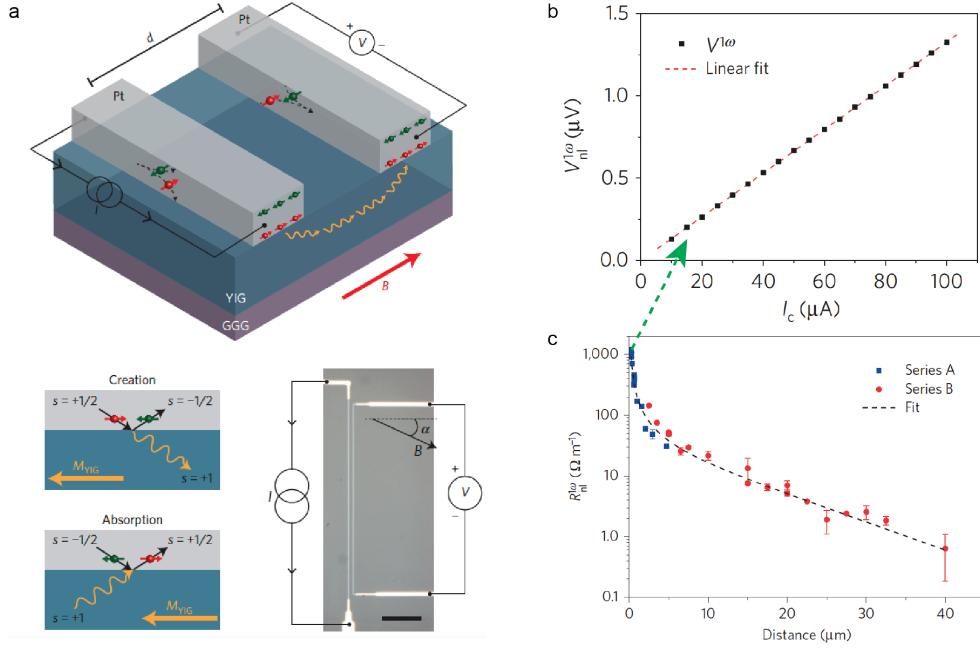 a
Pt
d
Pt
+
V
−
I
YIG
GGG
B
Creation
s = +1/2
s = −1/2
M_YIG
s = +1
Absorption
s = −1/2
s = +1/2
s = +1
M_YIG
I
α
B
+
V
−
b
1.5
1.0
0.5
0.0
V_nl^1ω (μV)
V^1ω
Linear fit
0 20 40 60 80 100
I_c (μA)
c
1,000
100
10
1.0
0.1
R_nl^1ω (Ω m⁻¹)
Series A
Series B
Fit
0 10 20 30 40
Distance (μm)